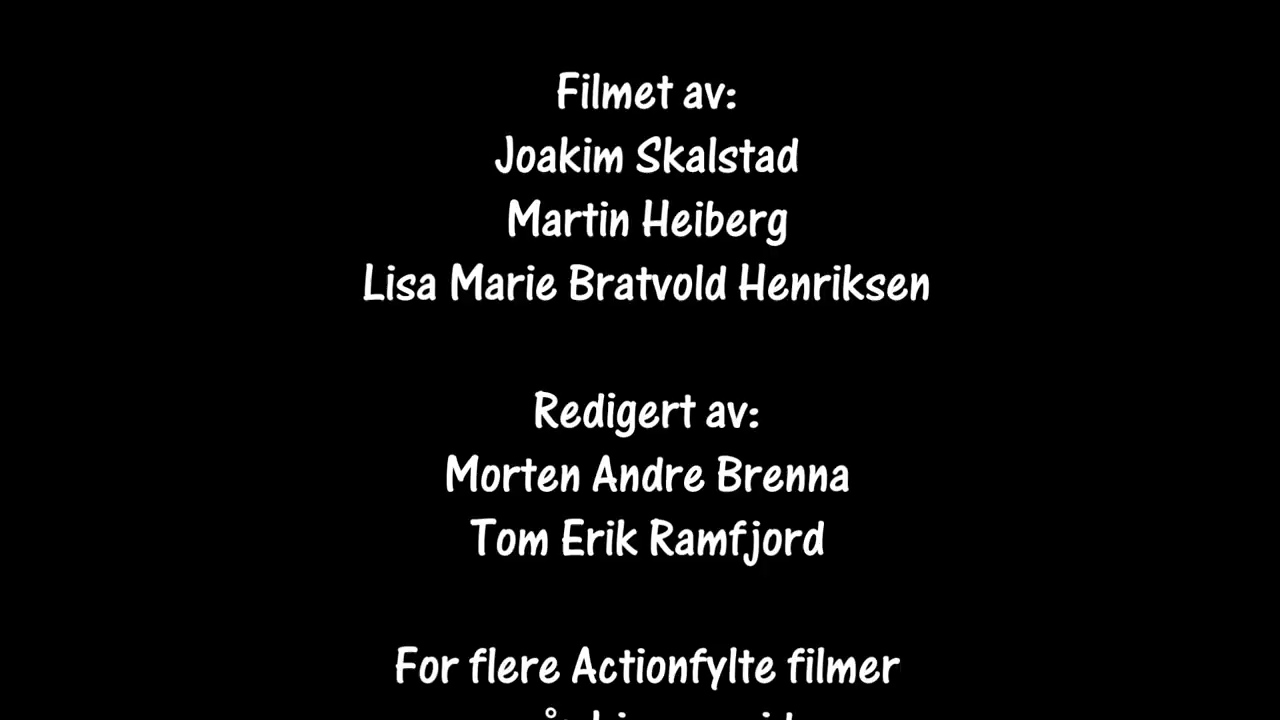 Filmet av:
Joakim Skalstad
Martin Heiberg
Lisa Marie Bratvold Henriksen
Redigert av:
Morten Andre Brenna
Tom Erik Ramfjord
For flere Actionfylte filmer